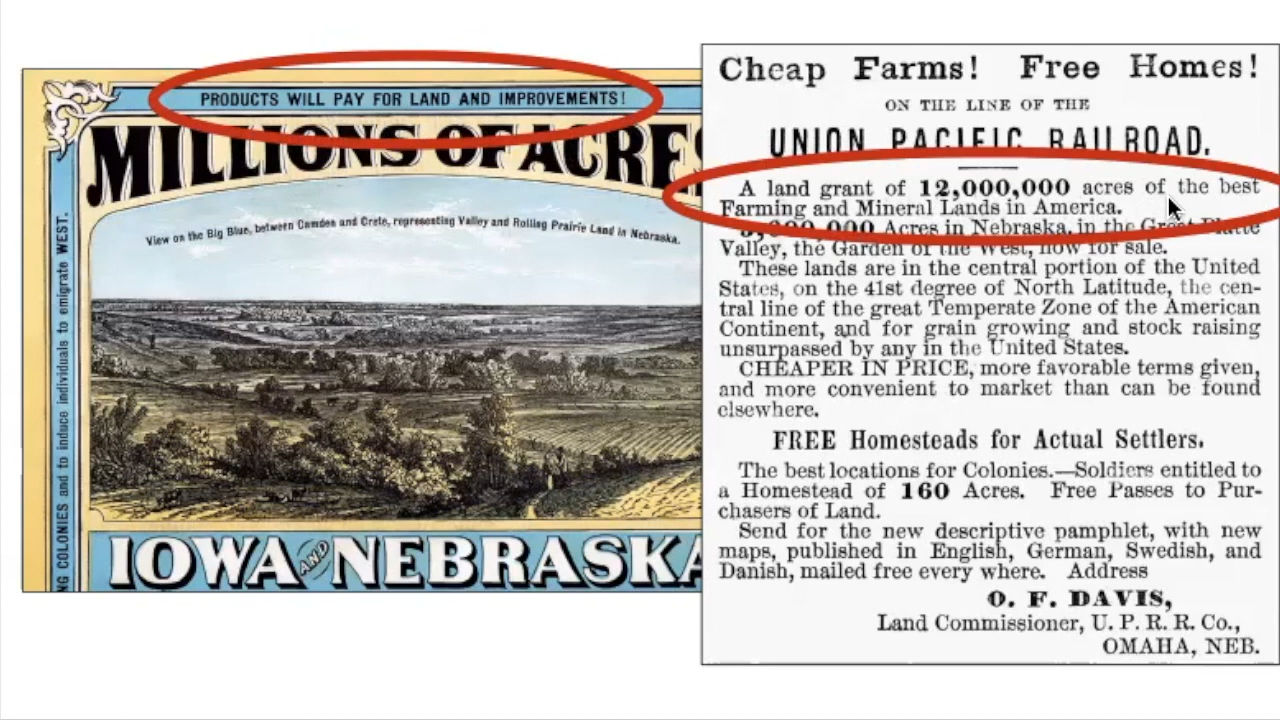 PRODUCTS WILL PAY FOR LAND AND IMPROVEMENTS!
MILLIONS OF ACRES
View on the Big Blue, between Camden and Crete, representing Valley and Rolling Prairie Land in Nebraska.
NG COLONIES and to induce individuals to emigrate WEST.
IOWA AND NEBRASKA
Cheap Farms! Free Homes!
ON THE LINE OF THE
UNION PACIFIC RAILROAD.
A land grant of 12,000,000 acres of the best
Farming and Mineral Lands in America.
000 Acres in Nebraska, in the Great Platte
Valley, the Garden of the West, now for sale.
These lands are in the central portion of the United
States, on the 41st degree of North Latitude, the cen-
tral line of the great Temperate Zone of the American
Continent, and for grain growing and stock raising
unsurpassed by any in the United States.
CHEAPER IN PRICE, more favorable terms given,
and more convenient to market than can be found
elsewhere.
FREE Homesteads for Actual Settlers.
The best locations for Colonies.—Soldiers entitled to
a Homestead of 160 Acres. Free Passes to Pur-
chasers of Land.
Send for the new descriptive pamphlet, with new
maps, published in English, German, Swedish, and
Danish, mailed free every where. Address
O. F. DAVIS,
Land Commissioner, U. P. R. R. Co.,
OMAHA, NEB.